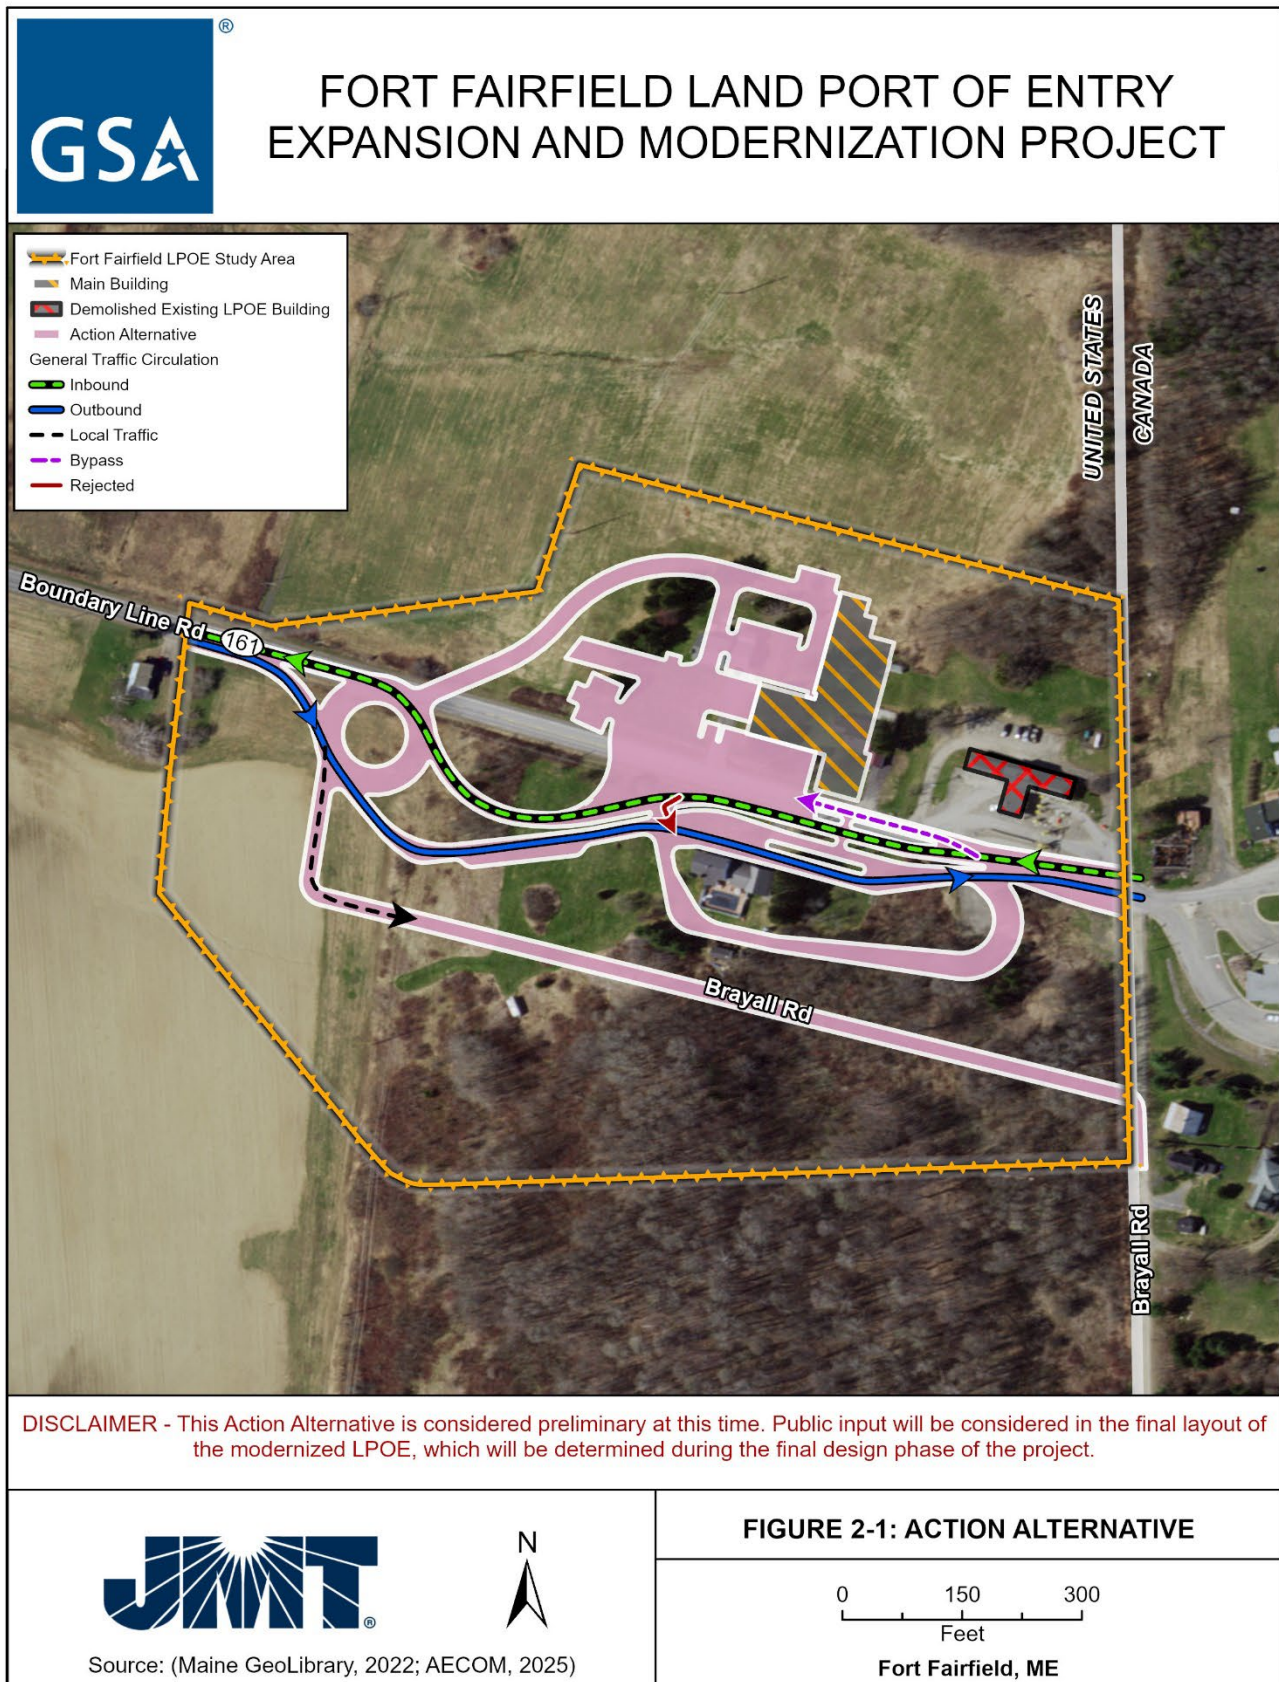 GSA
®
FORT FAIRFIELD LAND PORT OF ENTRY
EXPANSION AND MODERNIZATION PROJECT
Fort Fairfield LPOE Study Area
Main Building
Demolished Existing LPOE Building
Action Alternative
General Traffic Circulation
Inbound
Outbound
Local Traffic
Bypass
Rejected
UNITED STATES
CANADA
Boundary Line Rd
161
Brayall Rd
Brayall Rd
DISCLAIMER - This Action Alternative is considered preliminary at this time. Public input will be considered in the final layout of
the modernized LPOE, which will be determined during the final design phase of the project.
JMT
®
N
Source: (Maine GeoLibrary, 2022; AECOM, 2025)
FIGURE 2-1: ACTION ALTERNATIVE
0 150 300
Feet
Fort Fairfield, ME